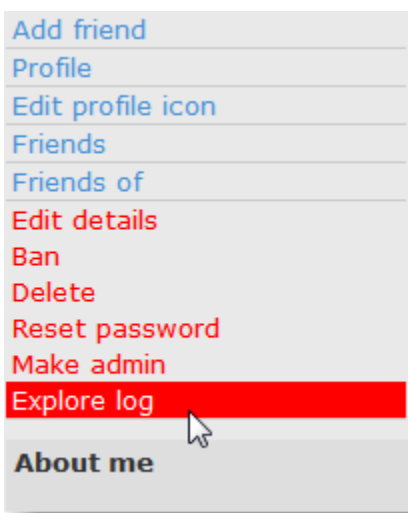 Add friend
Profile
Edit profile icon
Friends
Friends of
Edit details
Ban
Delete
Reset password
Make admin
Explore log
About me